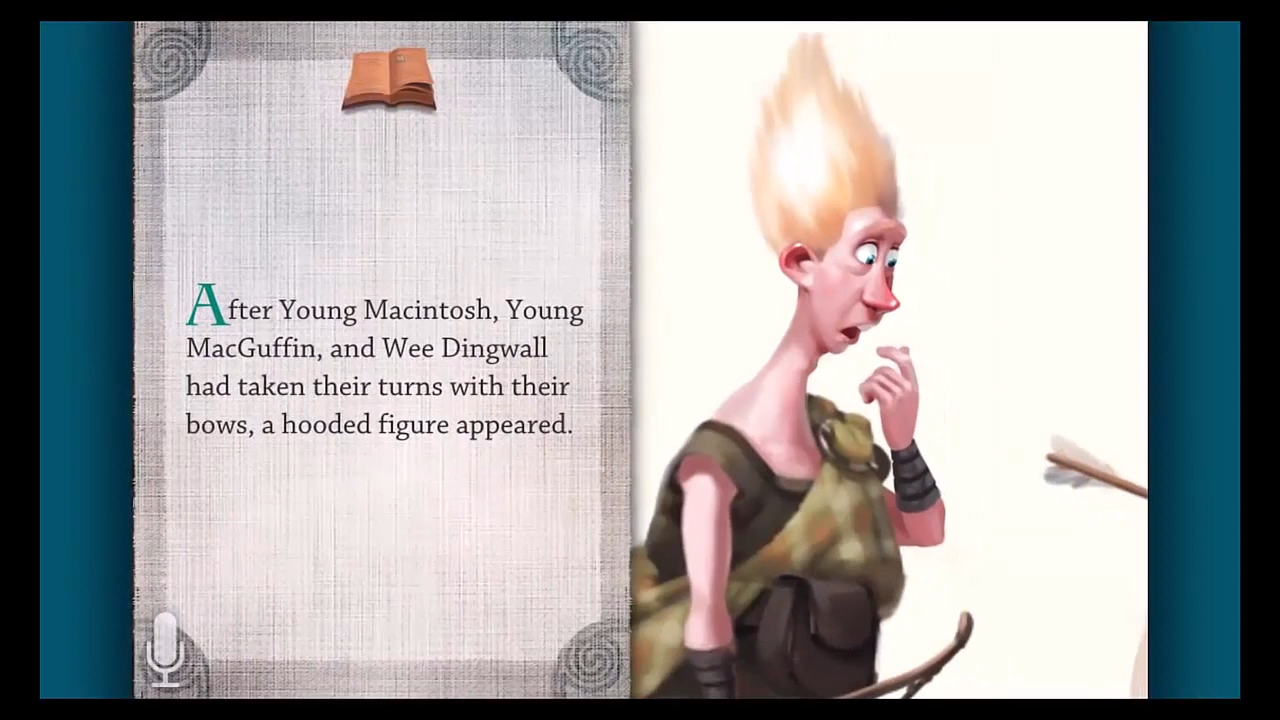 After Young Macintosh, Young
MacGuffin, and Wee Dingwall
had taken their turns with their
bows, a hooded figure appeared.